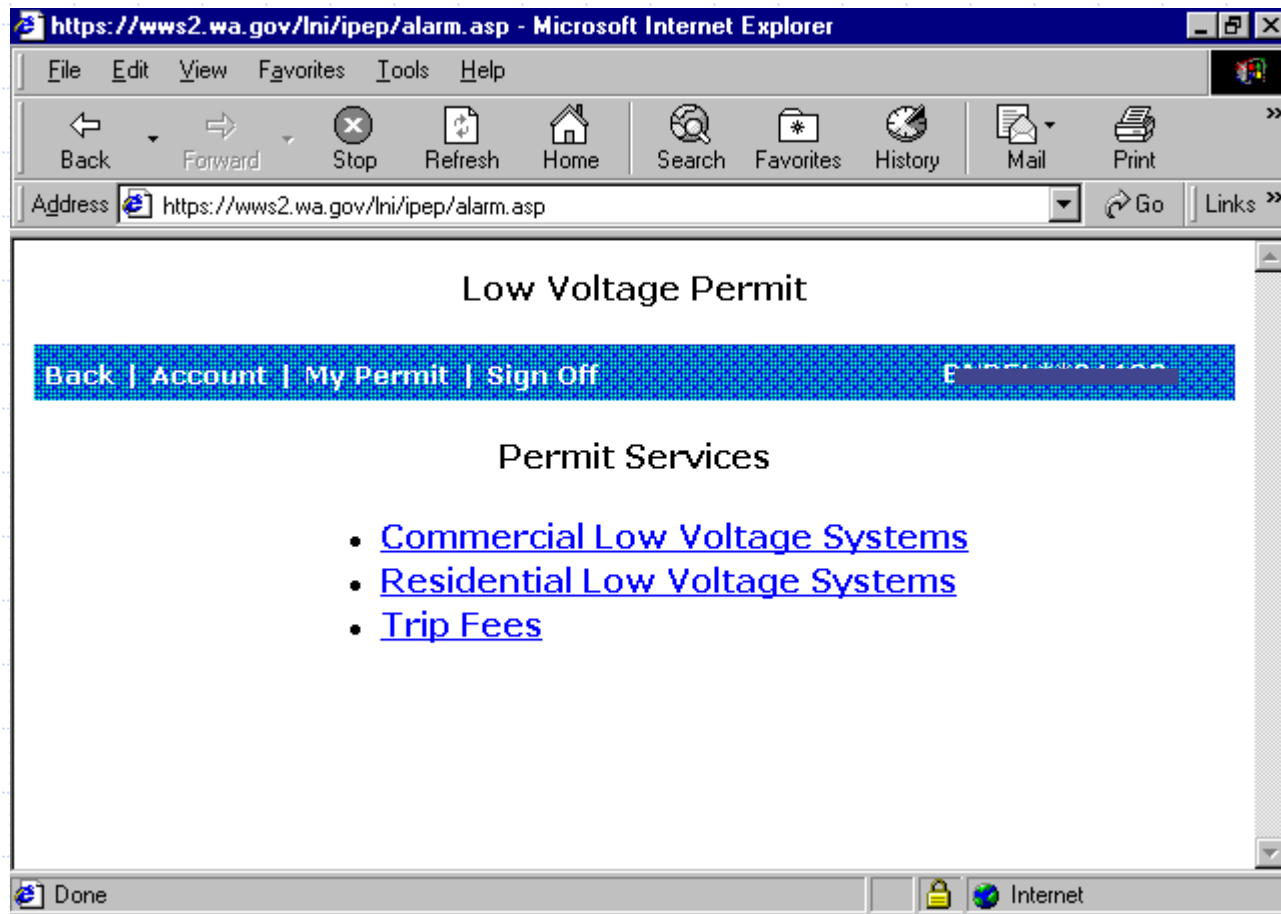 https://wws2.wa.gov/lni/ipep/alarm.asp - Microsoft Internet Explorer
File Edit View Favorites Tools Help
Back Forward Stop Refresh Home Search Favorites History Mail Print »
Address https://wws2.wa.gov/lni/ipep/alarm.asp Go Links »
Low Voltage Permit
Back | Account | My Permit | Sign Off
Permit Services
• Commercial Low Voltage Systems
• Residential Low Voltage Systems
• Trip Fees
Done Internet